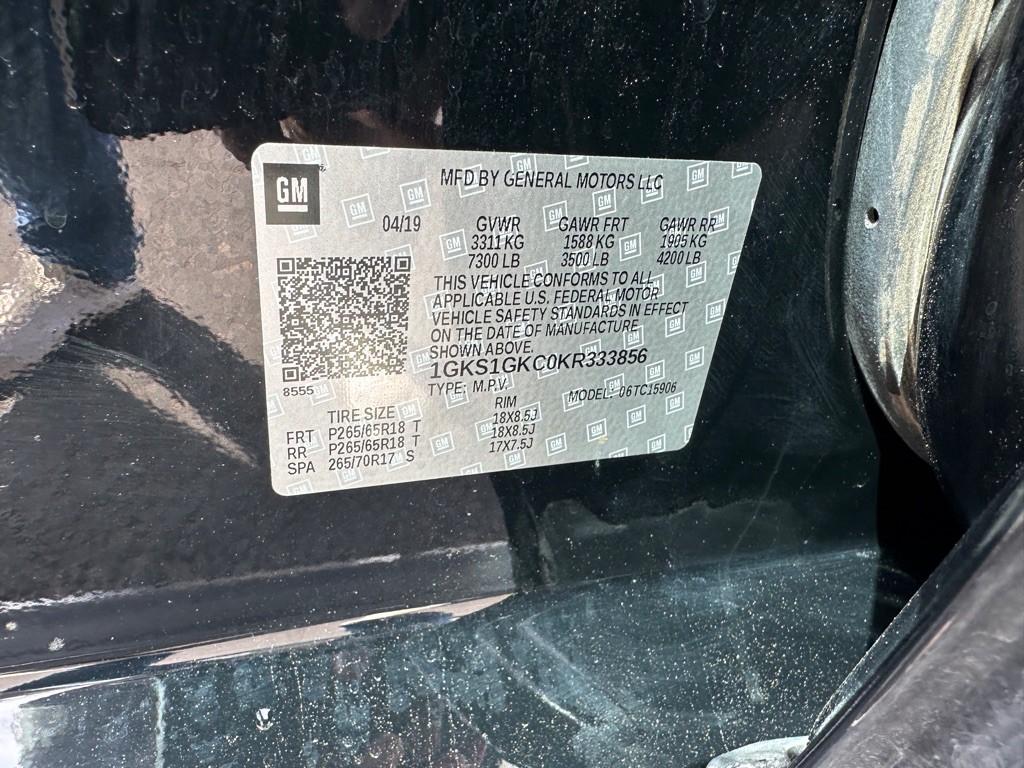 GM
MFD BY GENERAL MOTORS LLC
04/19 GVWR GAWR FRT GAWR RR
3311 KG 1588 KG 1905 KG
7300 LB 3500 LB 4200 LB
THIS VEHICLE CONFORMS TO ALL
APPLICABLE U.S. FEDERAL MOTOR
VEHICLE SAFETY STANDARDS IN EFFECT
ON THE DATE OF MANUFACTURE
SHOWN ABOVE.
1GKS1GKC0KR333856
8555
TYPE: M.P.V. MODEL: 06TC15906
TIRE SIZE RIM
FRT P265/65R18 T 18X8.5J
RR P265/65R18 T 18X8.5J
SPA 265/70R17 S 17X7.5J